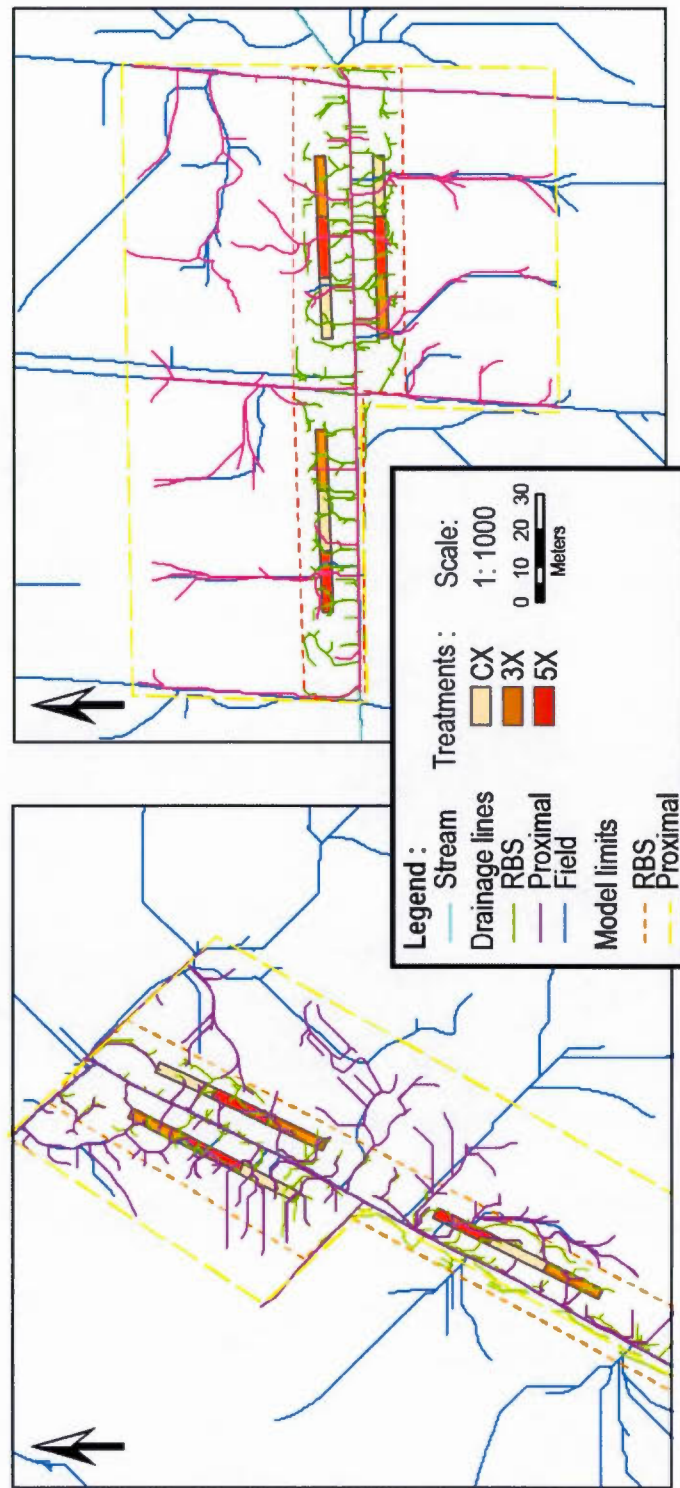 Legend :
Stream
Drainage lines
RBS
Proximal
Field
Model limits
RBS
Proximal
Treatments :
CX
3X
5X
Scale:
1: 1000
0 10 20 30
Meters